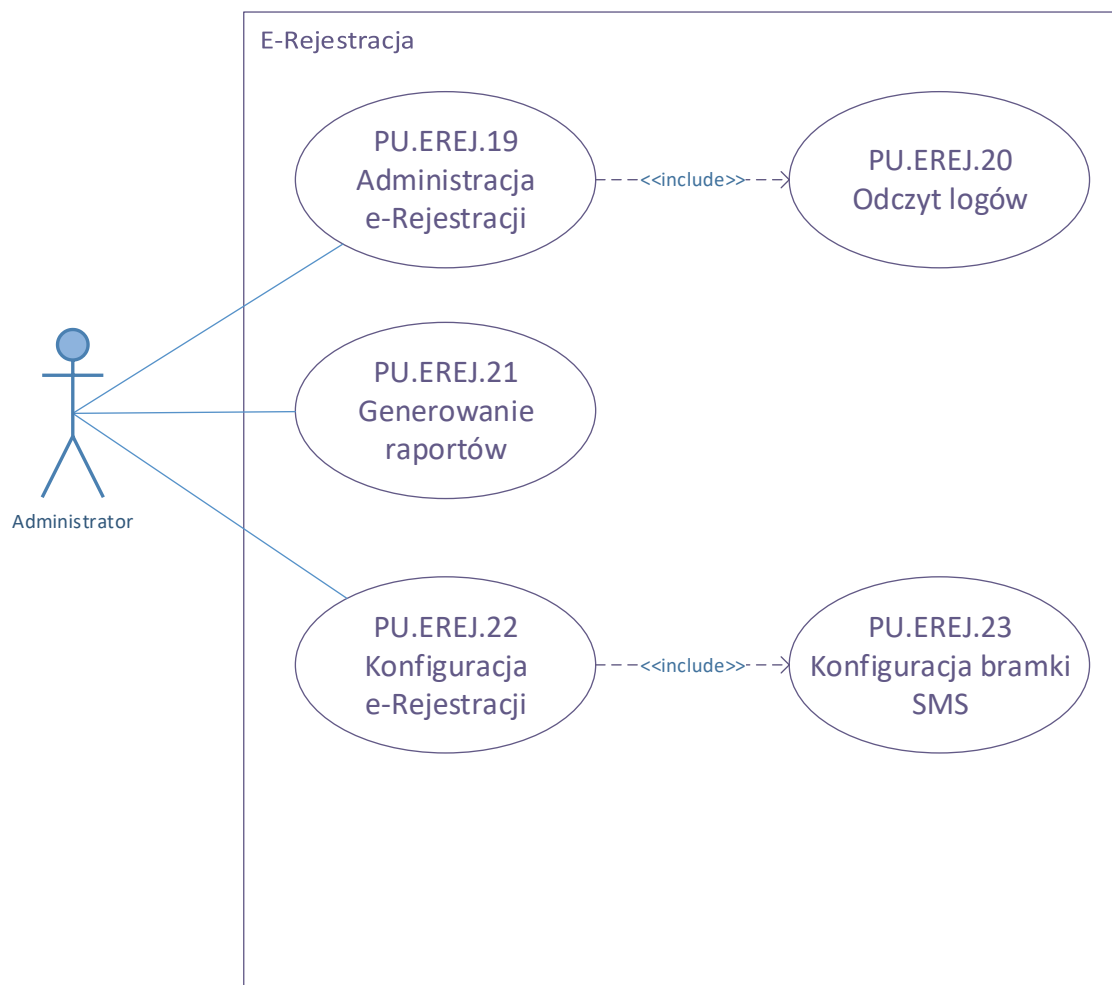 E-Rejestracja
PU.EREJ.19
Administracja
e-Rejestracji
<<include>>
PU.EREJ.20
Odczyt logów
PU.EREJ.21
Generowanie
raportów
Administrator
PU.EREJ.22
Konfiguracja
e-Rejestracji
<<include>>
PU.EREJ.23
Konfiguracja bramki
SMS